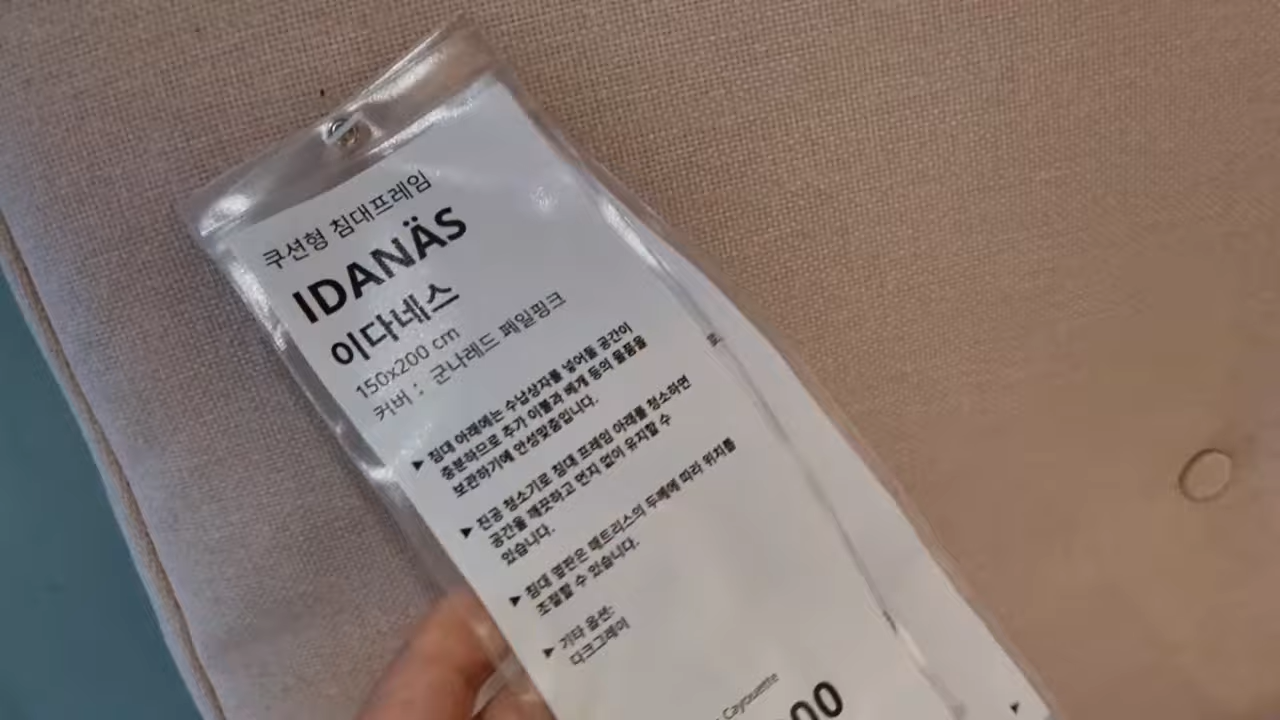 쿠션형 침대프레임
IDANÄS
이다네스
150x200 cm
커버 : 군나레드 페일핑크
▶ 침대 아래에는 수납상자를 넣어둘 공간이
충분하므로 추가 이불과 베개 등의 물품을
보관하기에 안성맞춤입니다.
▶ 진공 청소기로 침대 프레임 아래를 청소하면
공간을 깨끗하고 먼지 없이 유지할 수
있습니다.
▶ 침대 옆판은 매트리스의 두께에 따라 위치를
조절할 수 있습니다.
▶ 기타 옵션:
다크그레이
Cayouette